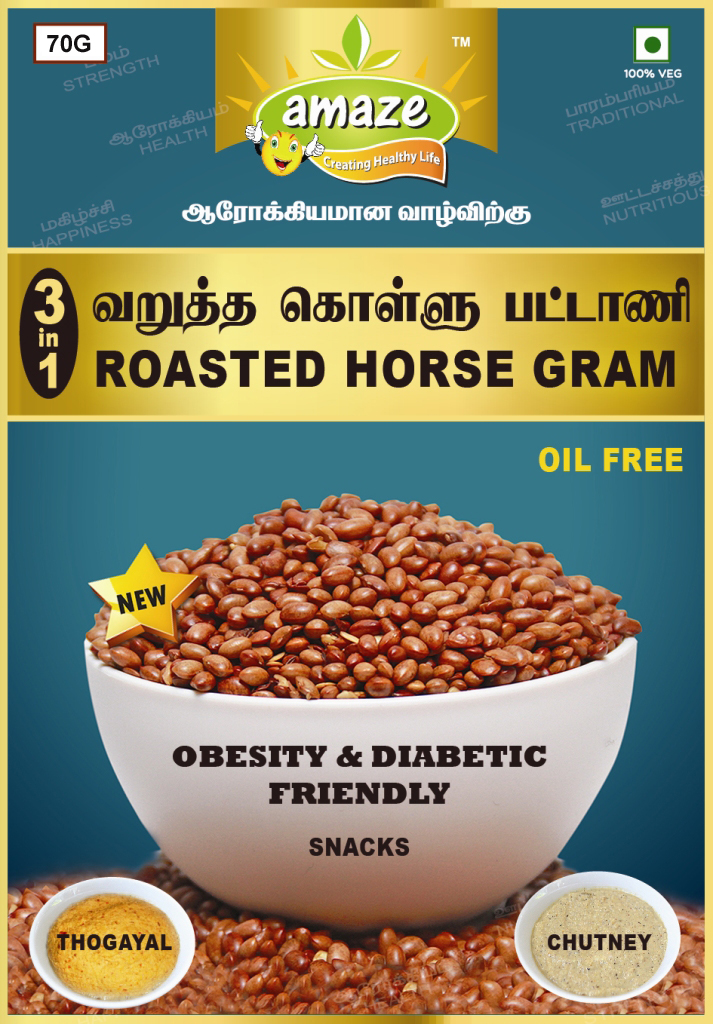 70G
TM
100% VEG
பலம்
STRENGTH
ஆரோக்கியம்
HEALTH
மகிழ்ச்சி
HAPPINESS
amaze
Creating Healthy Life
பாரம்பரியம்
TRADITIONAL
ஊட்டச்சத்து
NUTRITIOUS
ஆரோக்கியமான வாழ்விற்கு
3 in 1
வறுத்த கொள்ளு பட்டாணி
ROASTED HORSE GRAM
OIL FREE
NEW
OBESITY & DIABETIC
FRIENDLY
SNACKS
THOGAYAL
CHUTNEY